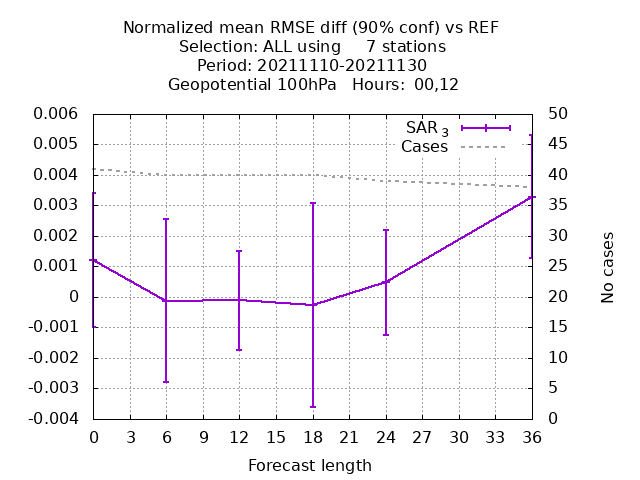 Normalized mean RMSE diff (90% conf) vs REF
Selection: ALL using     7 stations
Period: 20211110-20211130
Geopotential 100hPa   Hours:  00,12
SAR 3
Cases
0.006
0.005
0.004
0.003
0.002
0.001
0
-0.001
-0.002
-0.003
-0.004
50
45
40
35
30
25
20
15
10
5
0
No cases
0 3 6 9 12 15 18 21 24 27 30 33 36
Forecast length